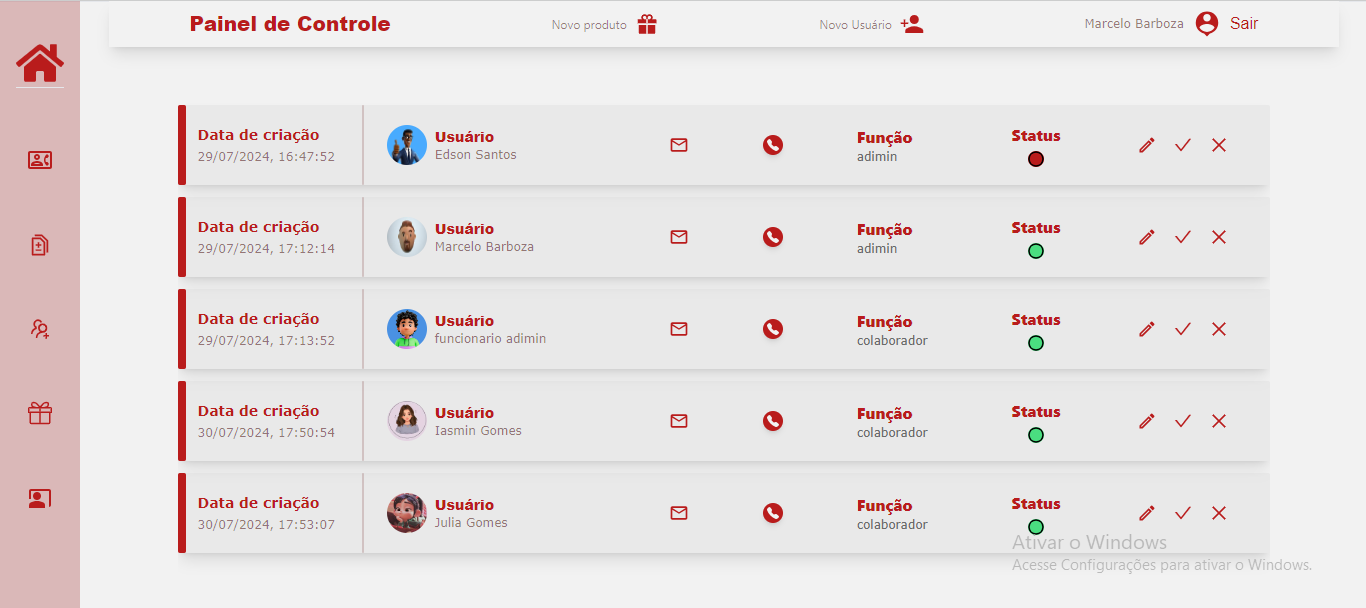 Painel de Controle
Novo produto
Novo Usuário
Marcelo Barboza
Sair
Data de criação
29/07/2024, 16:47:52
Usuário
Edson Santos
Função
adimin
Status
Data de criação
29/07/2024, 17:12:14
Usuário
Marcelo Barboza
Função
adimin
Status
Data de criação
29/07/2024, 17:13:52
Usuário
funcionario adimin
Função
colaborador
Status
Data de criação
30/07/2024, 17:50:54
Usuário
Iasmin Gomes
Função
colaborador
Status
Data de criação
30/07/2024, 17:53:07
Usuário
Julia Gomes
Função
colaborador
Status
Ativar o Windows
Acesse Configurações para ativar o Windows.